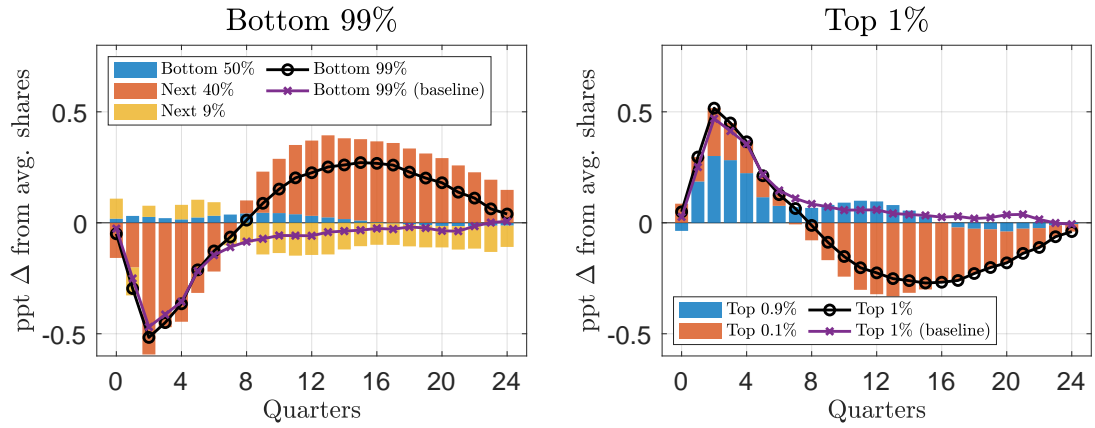 Bottom 99%
ppt Δ from avg. shares
0.5
0
-0.5
Bottom 50%
Next 40%
Next 9%
Bottom 99%
Bottom 99% (baseline)
0 4 8 12 16 20 24
Quarters
Top 1%
ppt Δ from avg. shares
0.5
0
-0.5
Top 0.9%
Top 0.1%
Top 1%
Top 1% (baseline)
0 4 8 12 16 20 24
Quarters